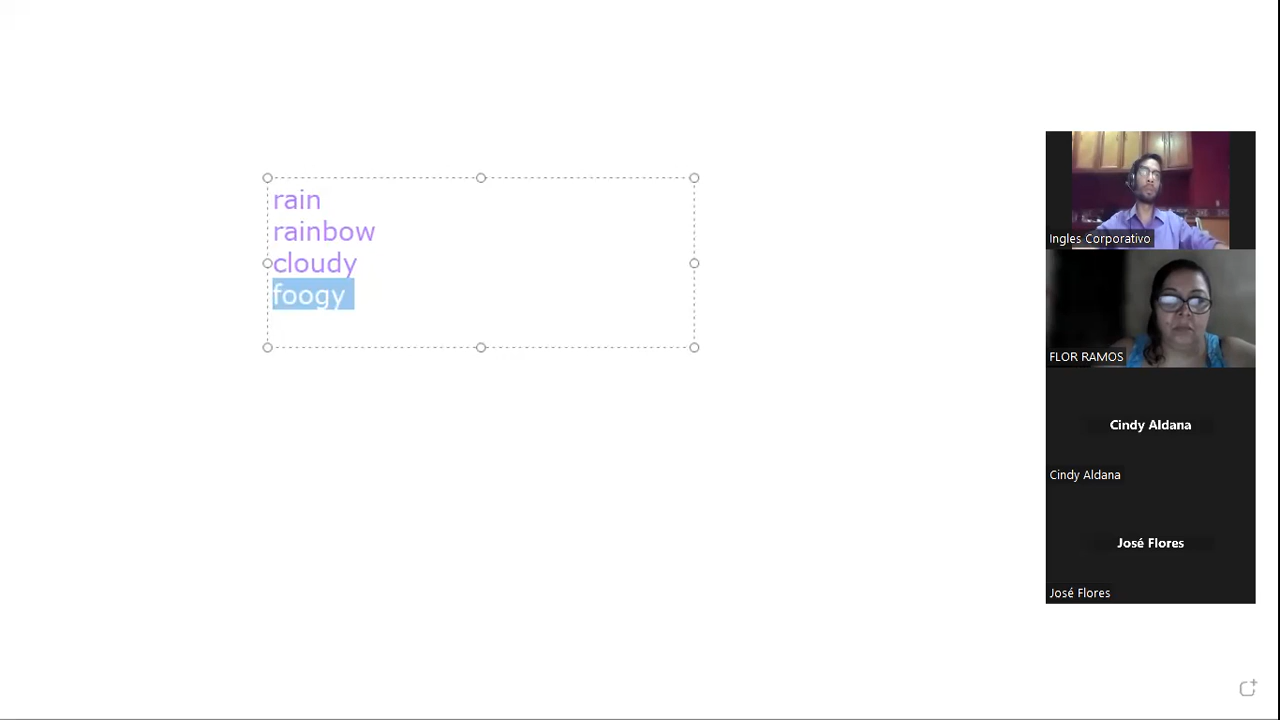 rain
rainbow
cloudy
foogy
Ingles Corporativo
FLOR RAMOS
Cindy Aldana
Cindy Aldana
José Flores
José Flores